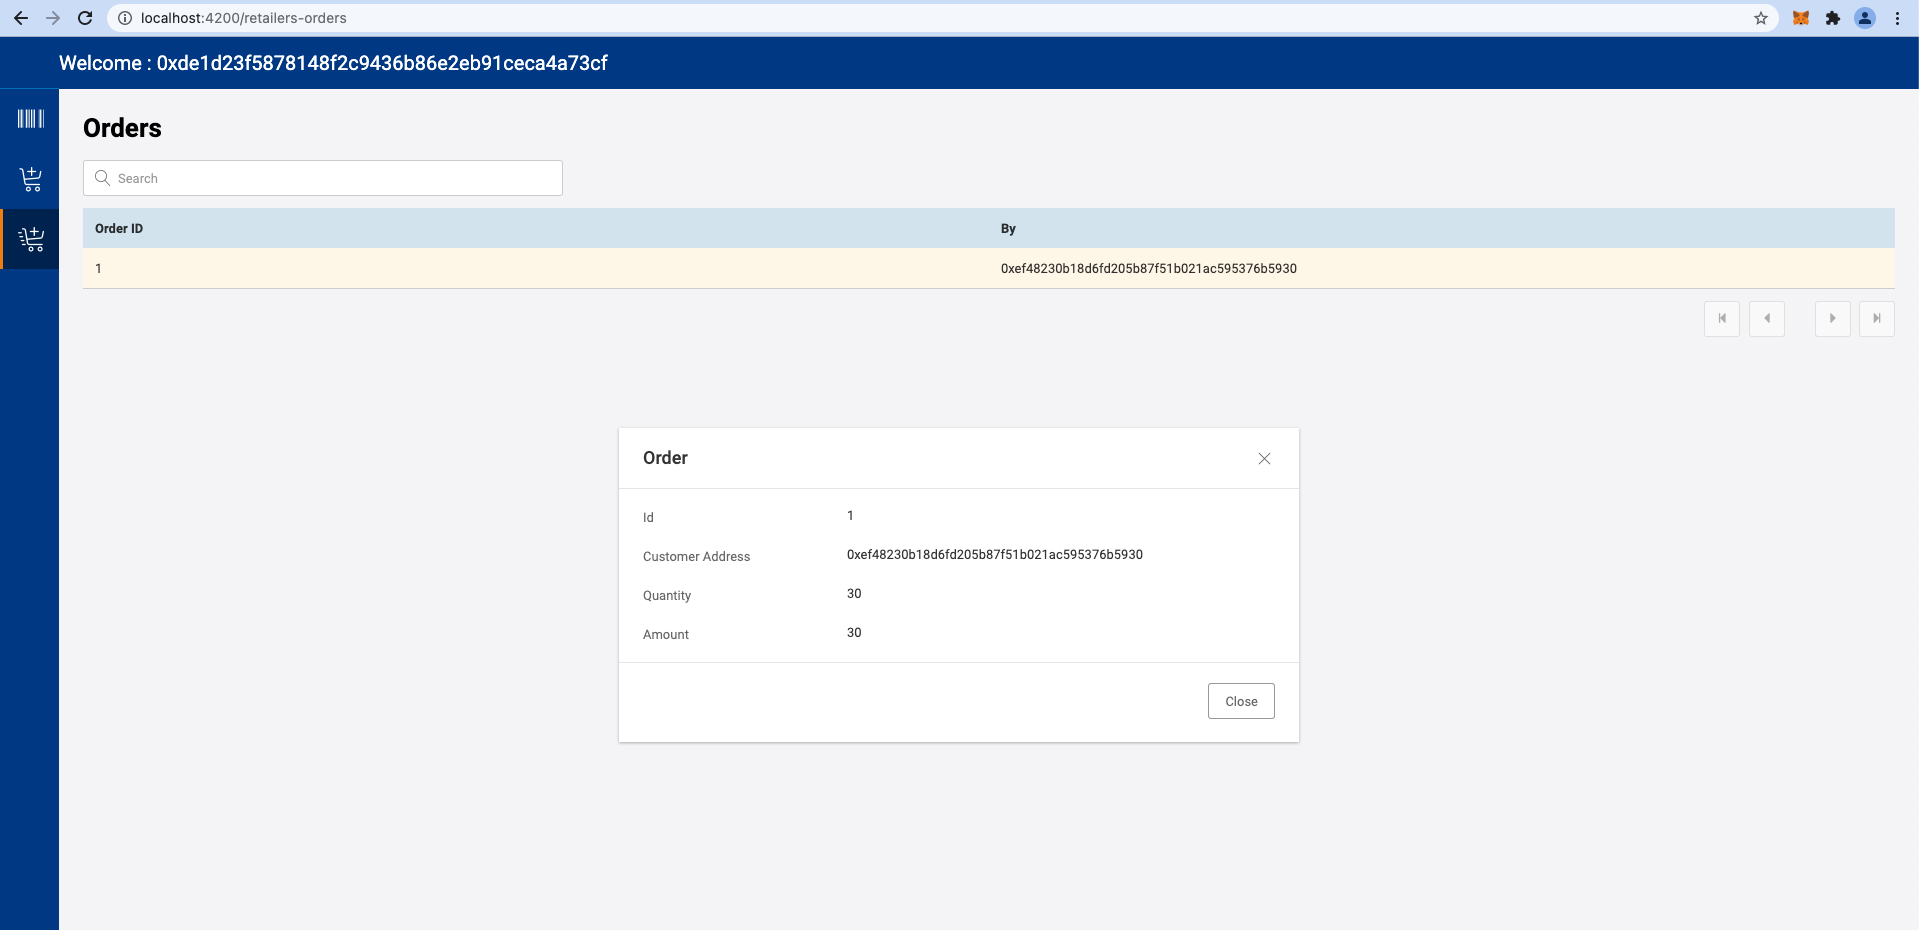 localhost:4200/retailers-orders
Welcome : 0xde1d23f5878148f2c9436b86e2eb91ceca4a73cf
Orders
Search
Order ID By
1 0xef48230b18d6fd205b87f51b021ac595376b5930
Order
Id 1
Customer Address 0xef48230b18d6fd205b87f51b021ac595376b5930
Quantity 30
Amount 30
Close